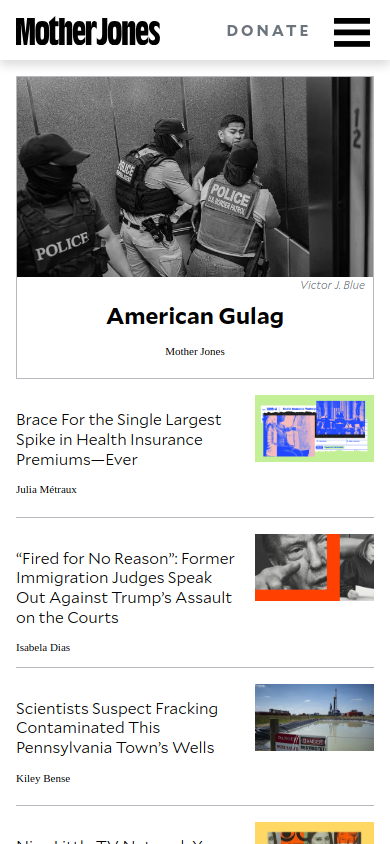 Mother Jones
DONATE
POLICE
POLICE
POLICE
U.S. BORDER PATROL
12
Victor J. Blue
American Gulag
Mother Jones
Brace For the Single Largest
Spike in Health Insurance
Premiums—Ever
Julia Métraux
“Fired for No Reason”: Former
Immigration Judges Speak
Out Against Trump’s Assault
on the Courts
Isabela Dias
Scientists Suspect Fracking
Contaminated This
Pennsylvania Town’s Wells
DANGER
Kiley Bense